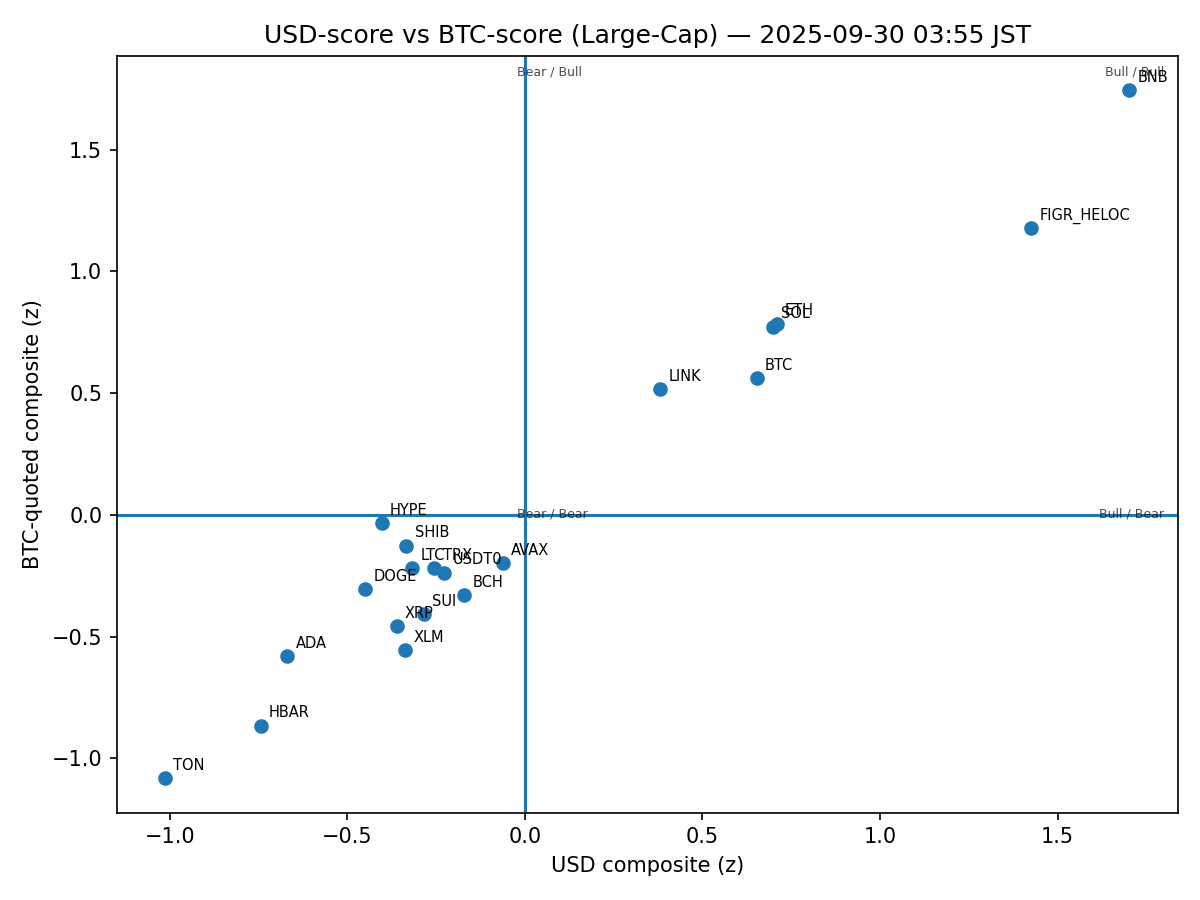 USD-score vs BTC-score (Large-Cap) — 2025-09-30 03:55 JST
Bear / Bull
Bull / Bull
BNB
1.5
FIGR_HELOC
1.0
ETH
SOL
BTC
LINK
0.5
BTC-quoted composite (z)
HYPE
0.0
Bear / Bear
Bull / Bear
SHIB
AVAX
LTC
TRX
USDT0
DOGE
BCH
SUI
XRP
−0.5
XLM
ADA
HBAR
−1.0
TON
−1.0
−0.5
0.0
0.5
1.0
1.5
USD composite (z)